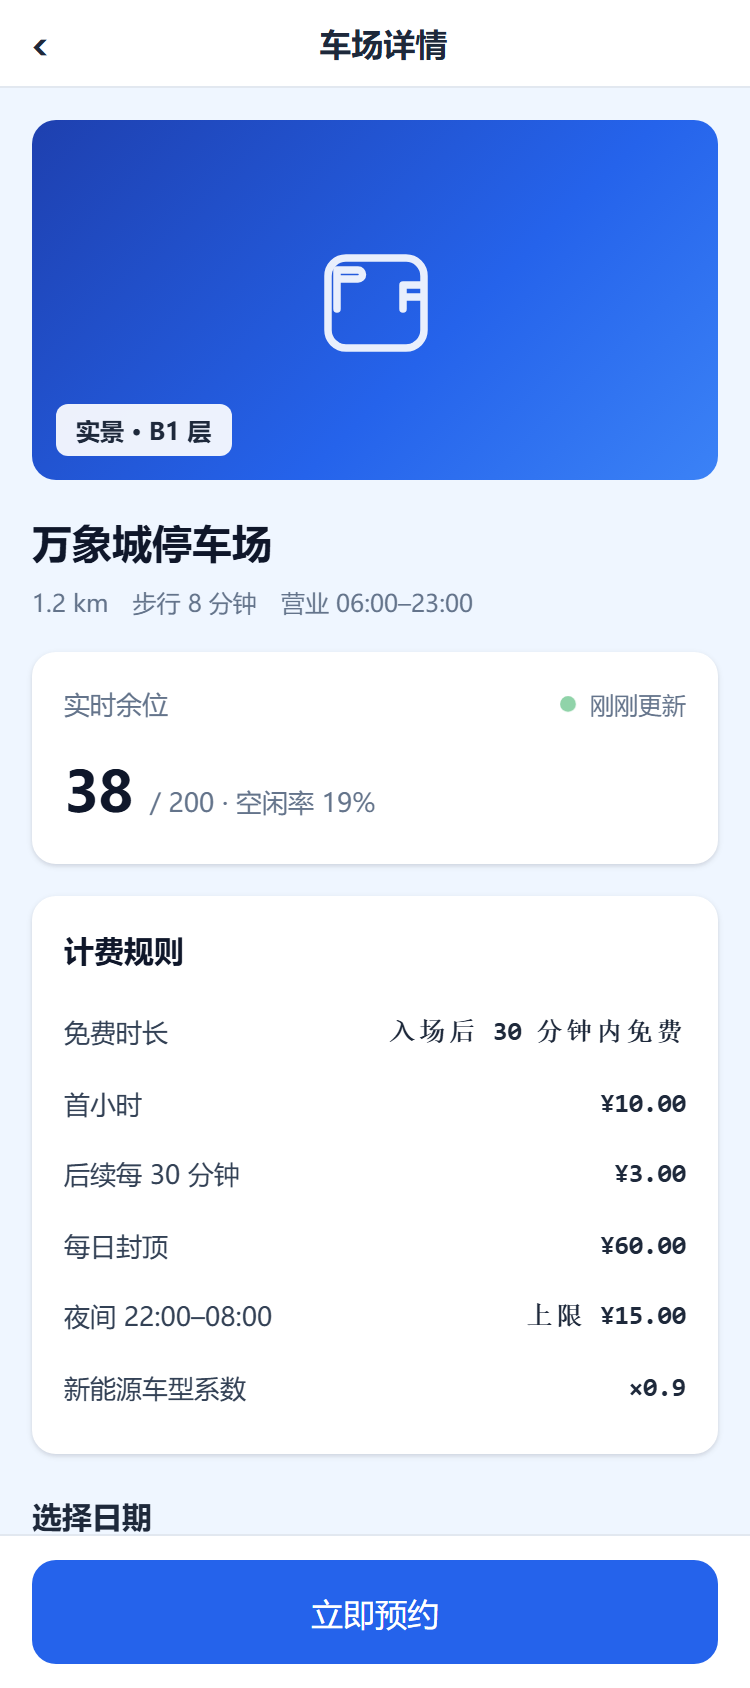 车场详情
实景 · B1 层
万象城停车场
1.2 km 步行 8 分钟 营业 06:00–23:00
实时余位 刚刚更新
38 / 200 · 空闲率 19%
计费规则
免费时长 入场后 30 分钟内免费
首小时 ¥10.00
后续每 30 分钟 ¥3.00
每日封顶 ¥60.00
夜间 22:00–08:00 上限 ¥15.00
新能源车型系数 ×0.9
选择日期
立即预约